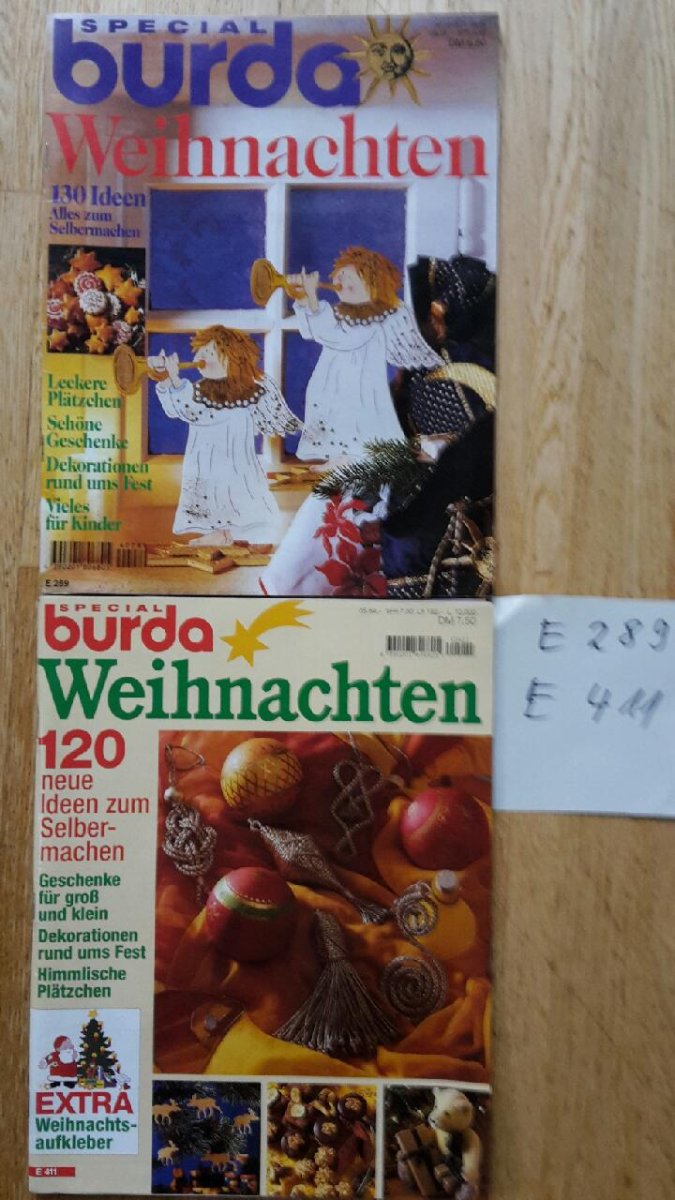 SPECIAL
burda
Weihnachten
130 Ideen
Alles zum
Selbermachen
Leckere
Plätzchen
Schöne
Geschenke
Dekorationen
rund ums Fest
Vieles
für Kinder
E 289
SPECIAL
burda
DM 7,50
Weihnachten
120
neue
Ideen zum
Selber-
machen
Geschenke
für groß
und klein
Dekorationen
rund ums Fest
Himmlische
Plätzchen
EXTRA
Weihnachts-
aufkleber
E 411
E 289
E 411